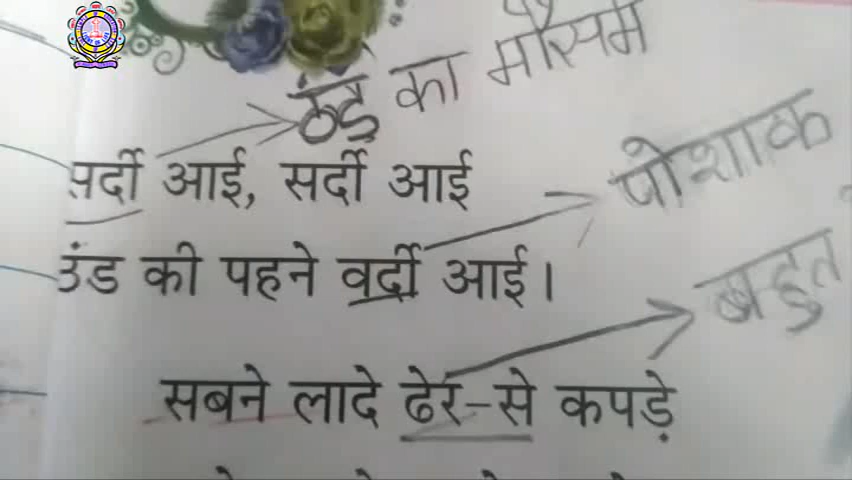 ठंड का मौसम
सर्दी आई, सर्दी आई
पोशाक
ठंड की पहने वर्दी आई।
बहुत
सबने लादे ढेर-से कपड़े